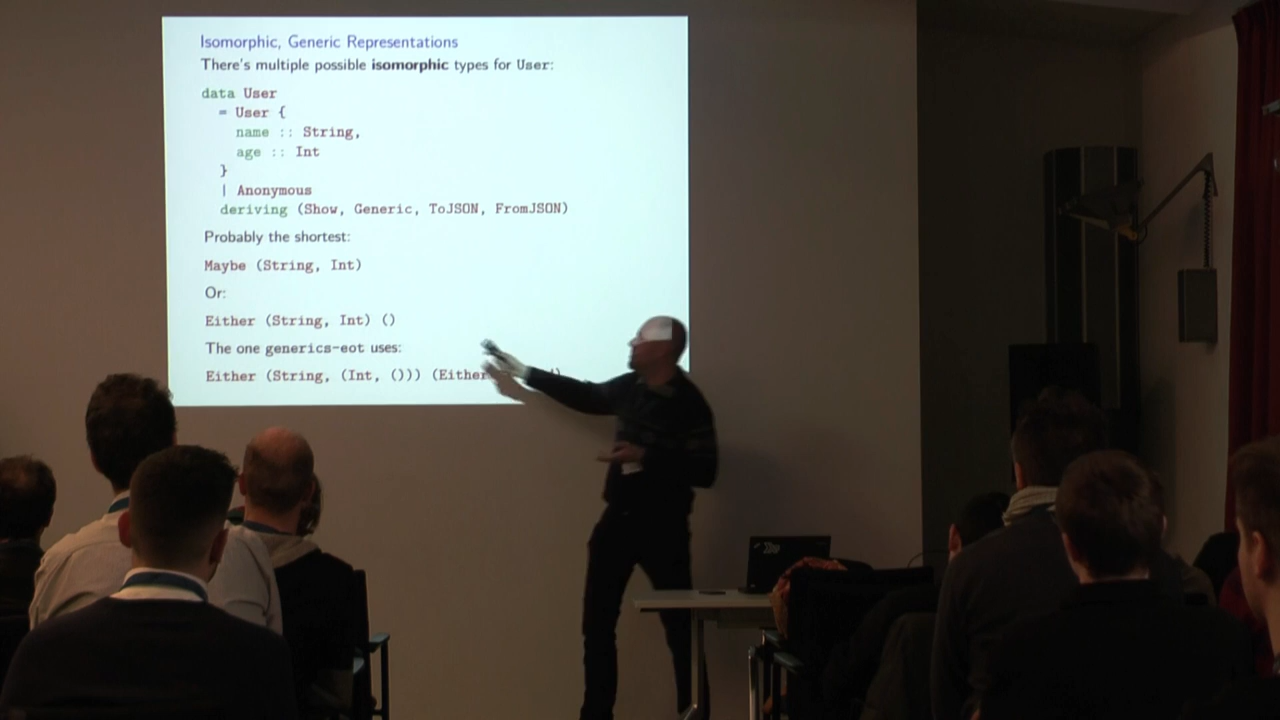 Isomorphic, Generic Representations
There's multiple possible isomorphic types for User:
data User
= User {
name :: String,
age :: Int
}
| Anonymous
deriving (Show, Generic, ToJSON, FromJSON)
Probably the shortest:
Maybe (String, Int)
Or:
Either (String, Int) ()
The one generics-eot uses:
Either (String, (Int, ())) (Either